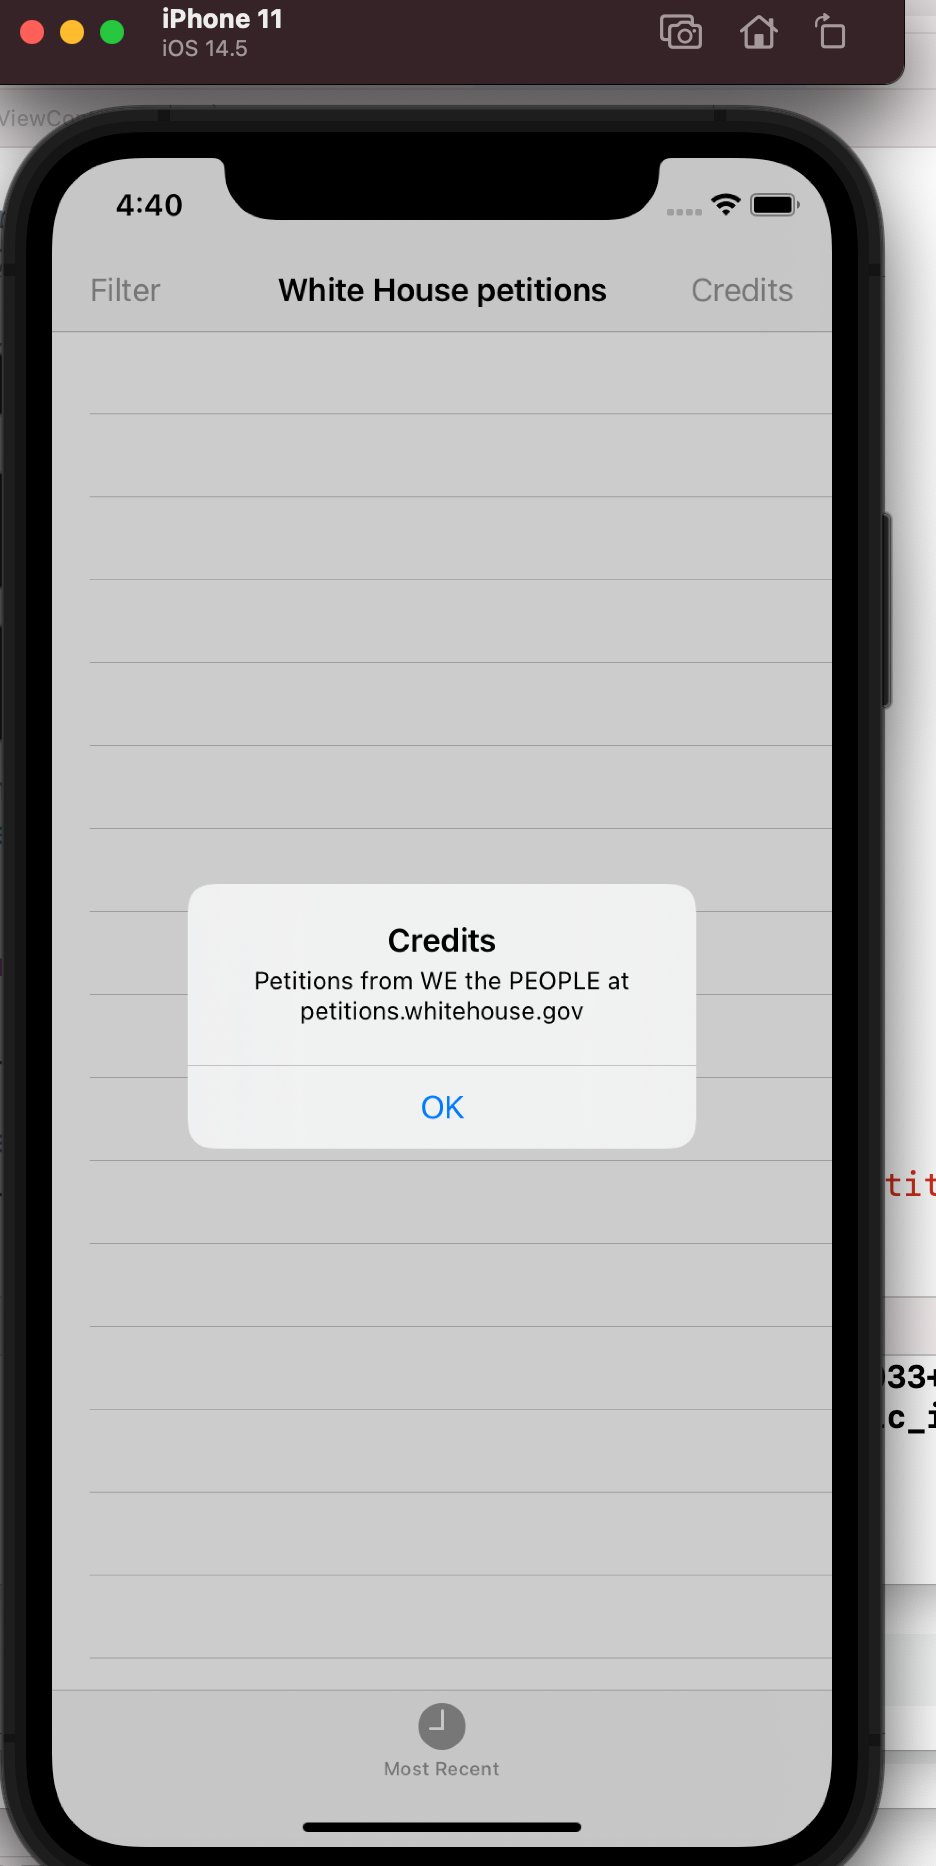 iPhone 11
iOS 14.5
4:40
Filter
White House petitions
Credits
Credits
Petitions from WE the PEOPLE at
petitions.whitehouse.gov
OK
tit
33+
c_i
Most Recent